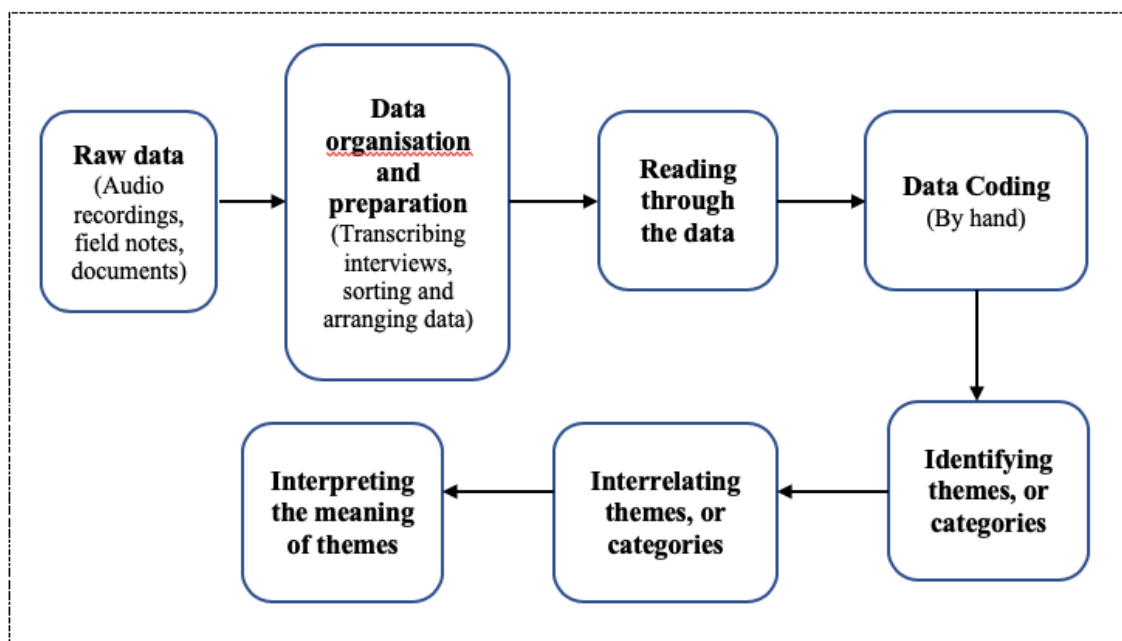 Raw data
(Audio
recordings,
field notes,
documents)
Data
organisation
and
preparation
(Transcribing
interviews,
sorting and
arranging data)
Reading
through
the data
Data Coding
(By hand)
Identifying
themes, or
categories
Interrelating
themes, or
categories
Interpreting
the meaning
of themes